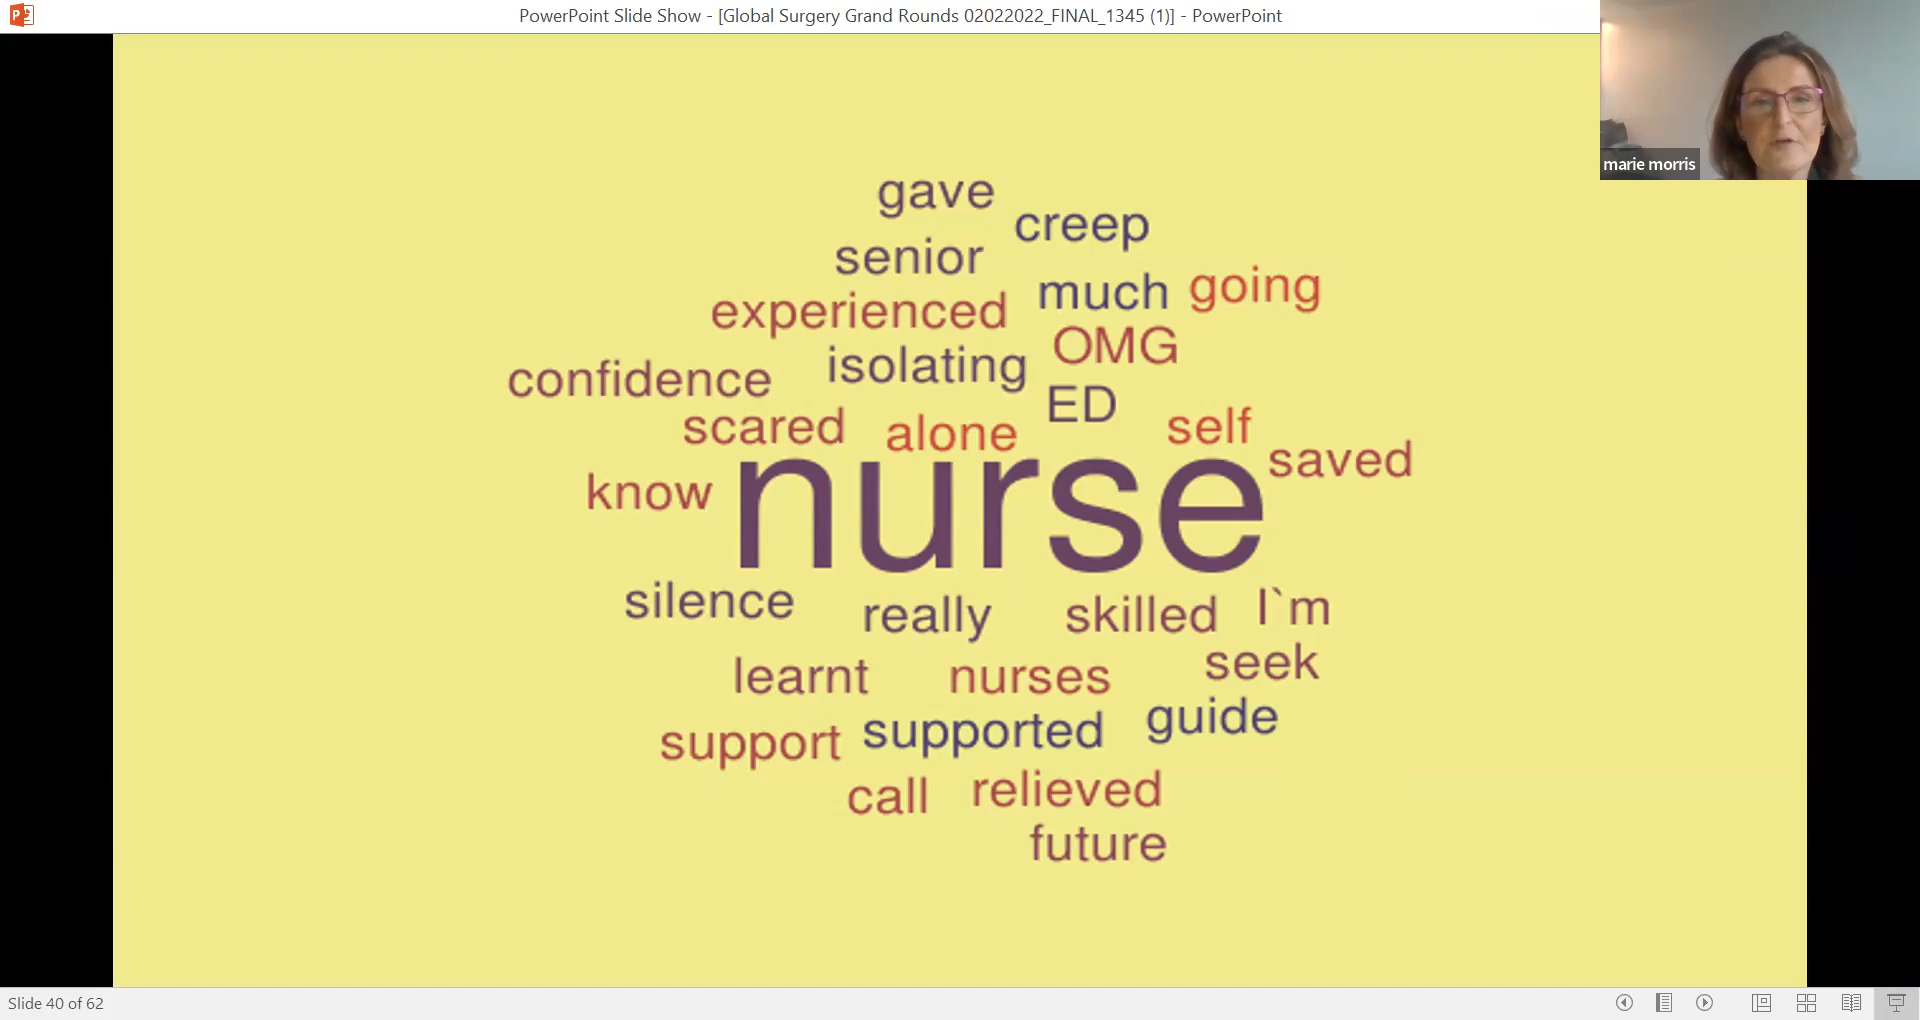 PowerPoint Slide Show - [Global Surgery Grand Rounds 02022022_FINAL_1345 (1)] - PowerPoint
marie morris
gave
creep
senior
much going
experienced
OMG
isolating
confidence
ED
scared alone self
saved
know nurse
silence really skilled I`m
seek
learnt nurses
guide
support supported
call relieved
future
Slide 40 of 62